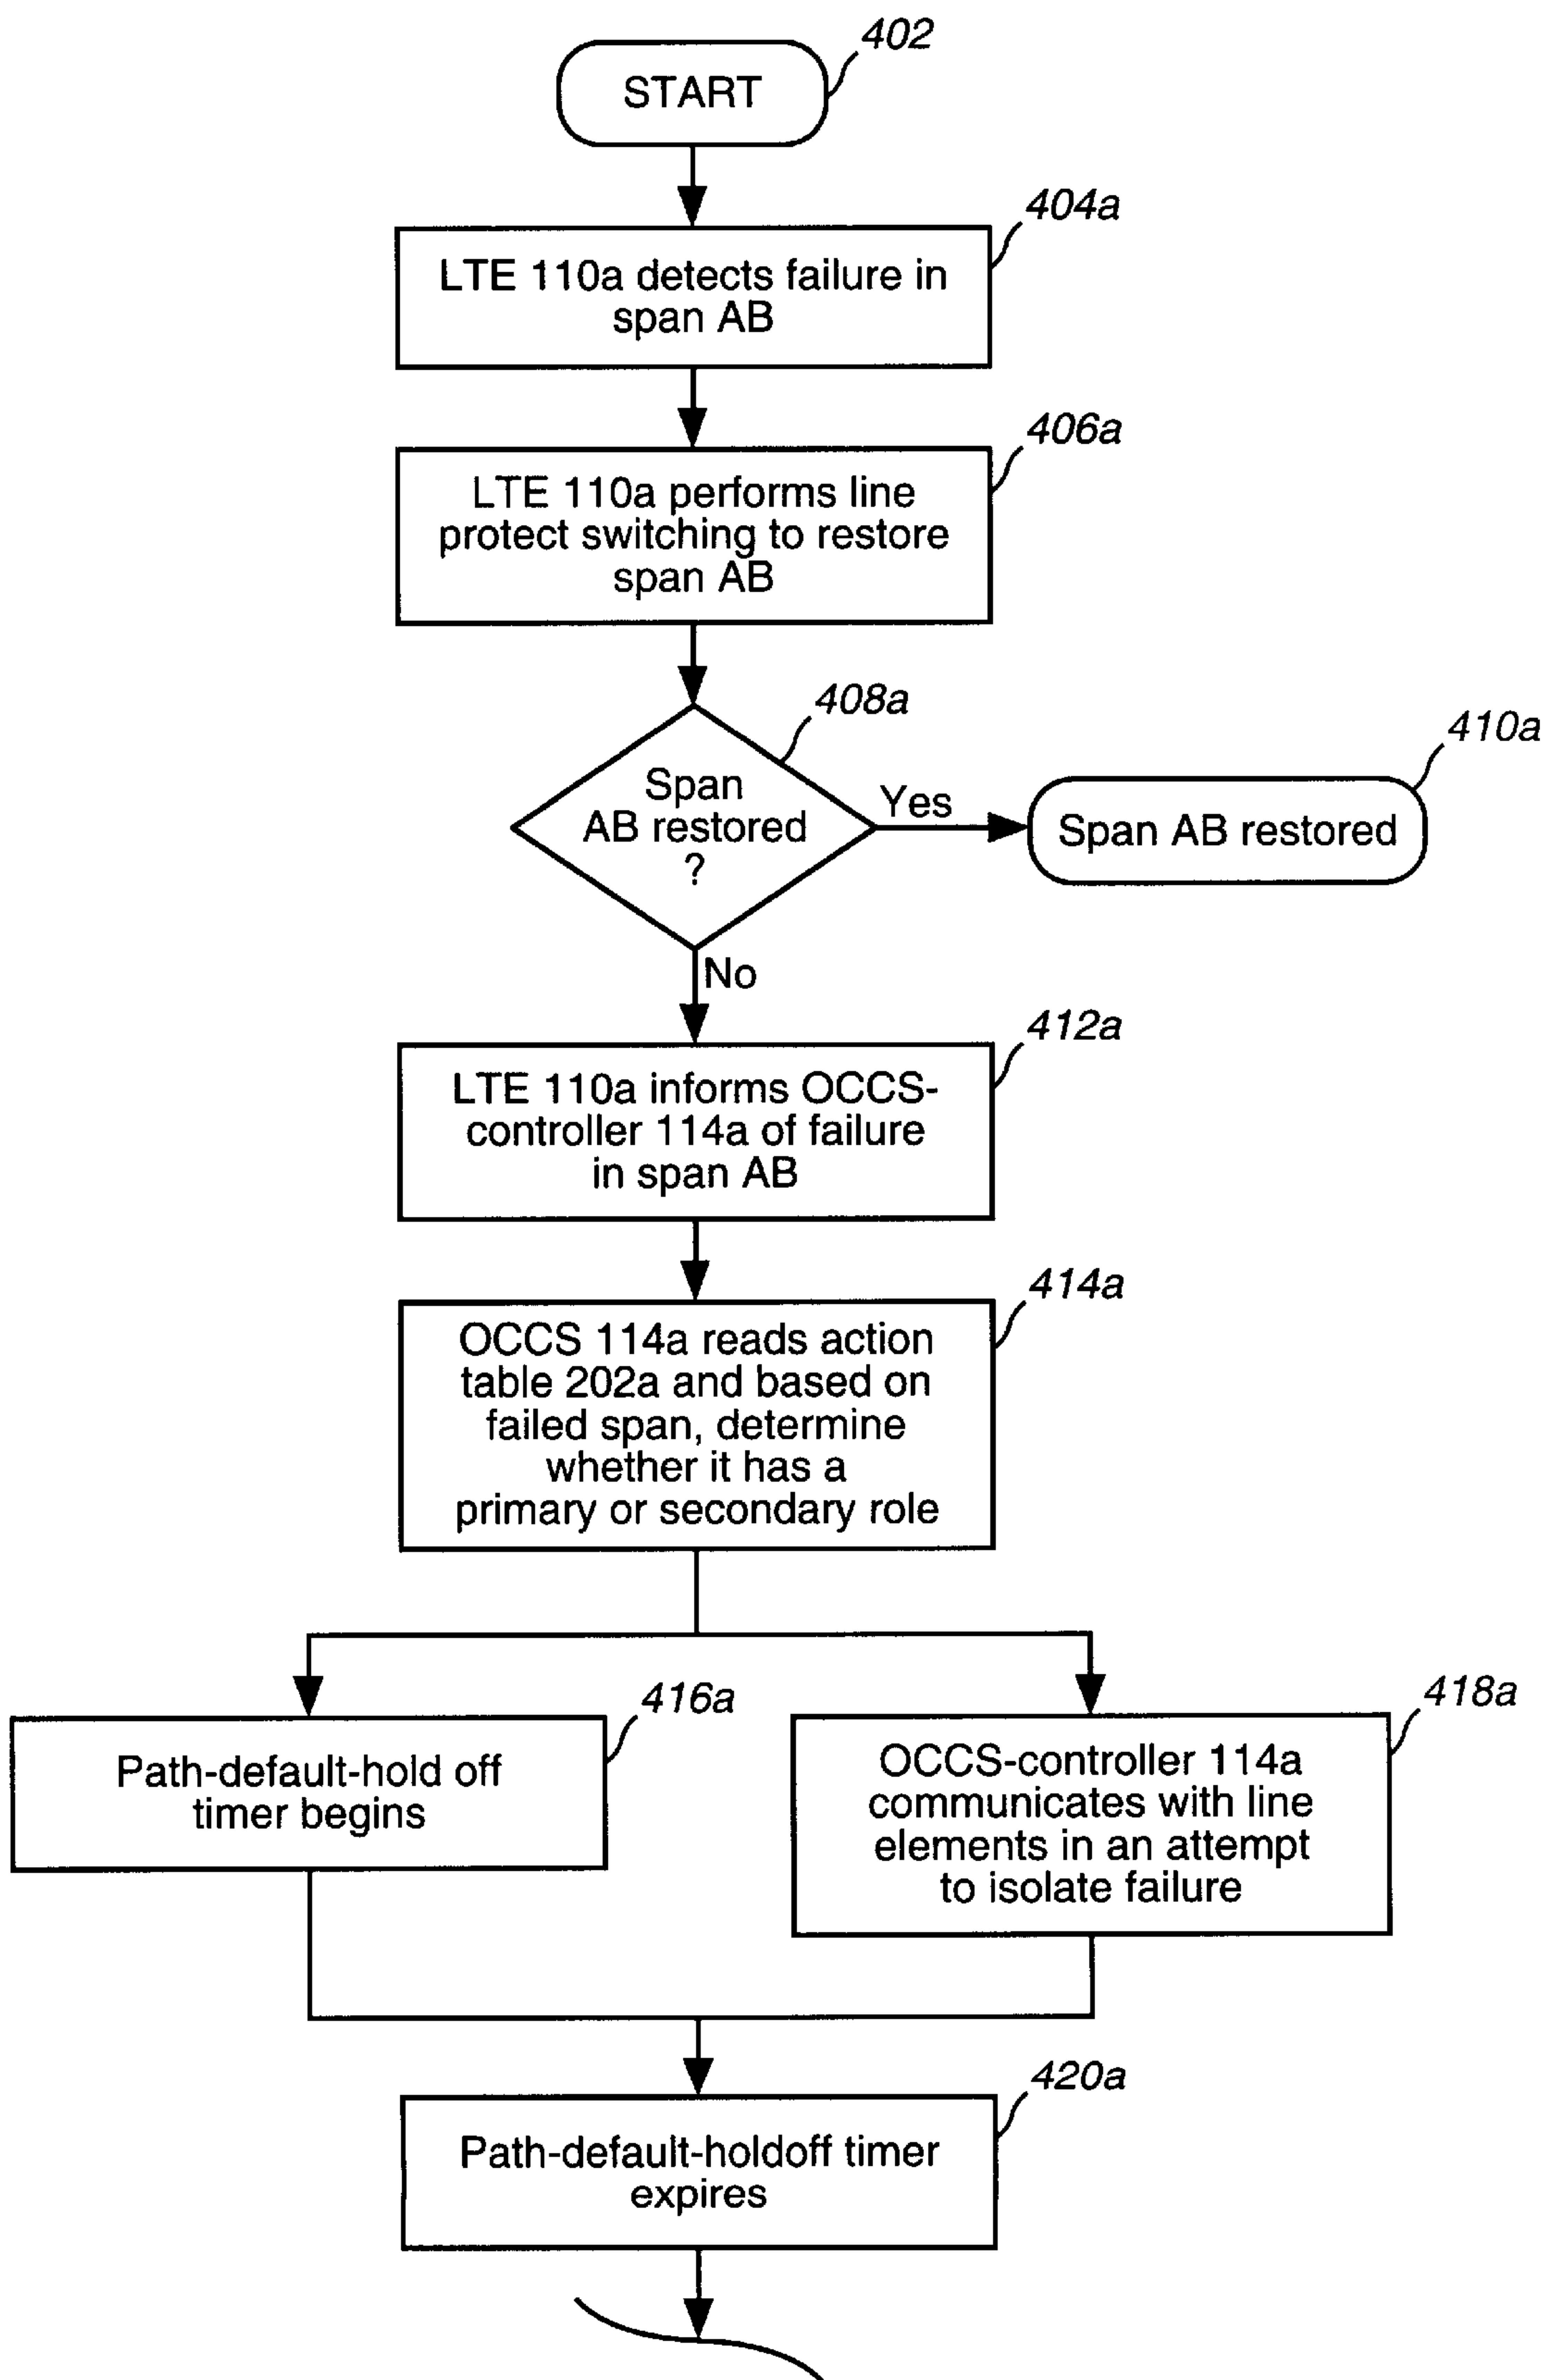 402
START
404a
LTE 110a detects failure in
span AB
406a
LTE 110a performs line
protect switching to restore
span AB
408a
Span
AB restored
?
Yes
410a
Span AB restored
No
412a
LTE 110a informs OCCS-
controller 114a of failure
in span AB
414a
OCCS 114a reads action
table 202a and based on
failed span, determine
whether it has a
primary or secondary role
416a
Path-default-hold off
timer begins
418a
OCCS-controller 114a
communicates with line
elements in an attempt
to isolate failure
420a
Path-default-holdoff timer
expires